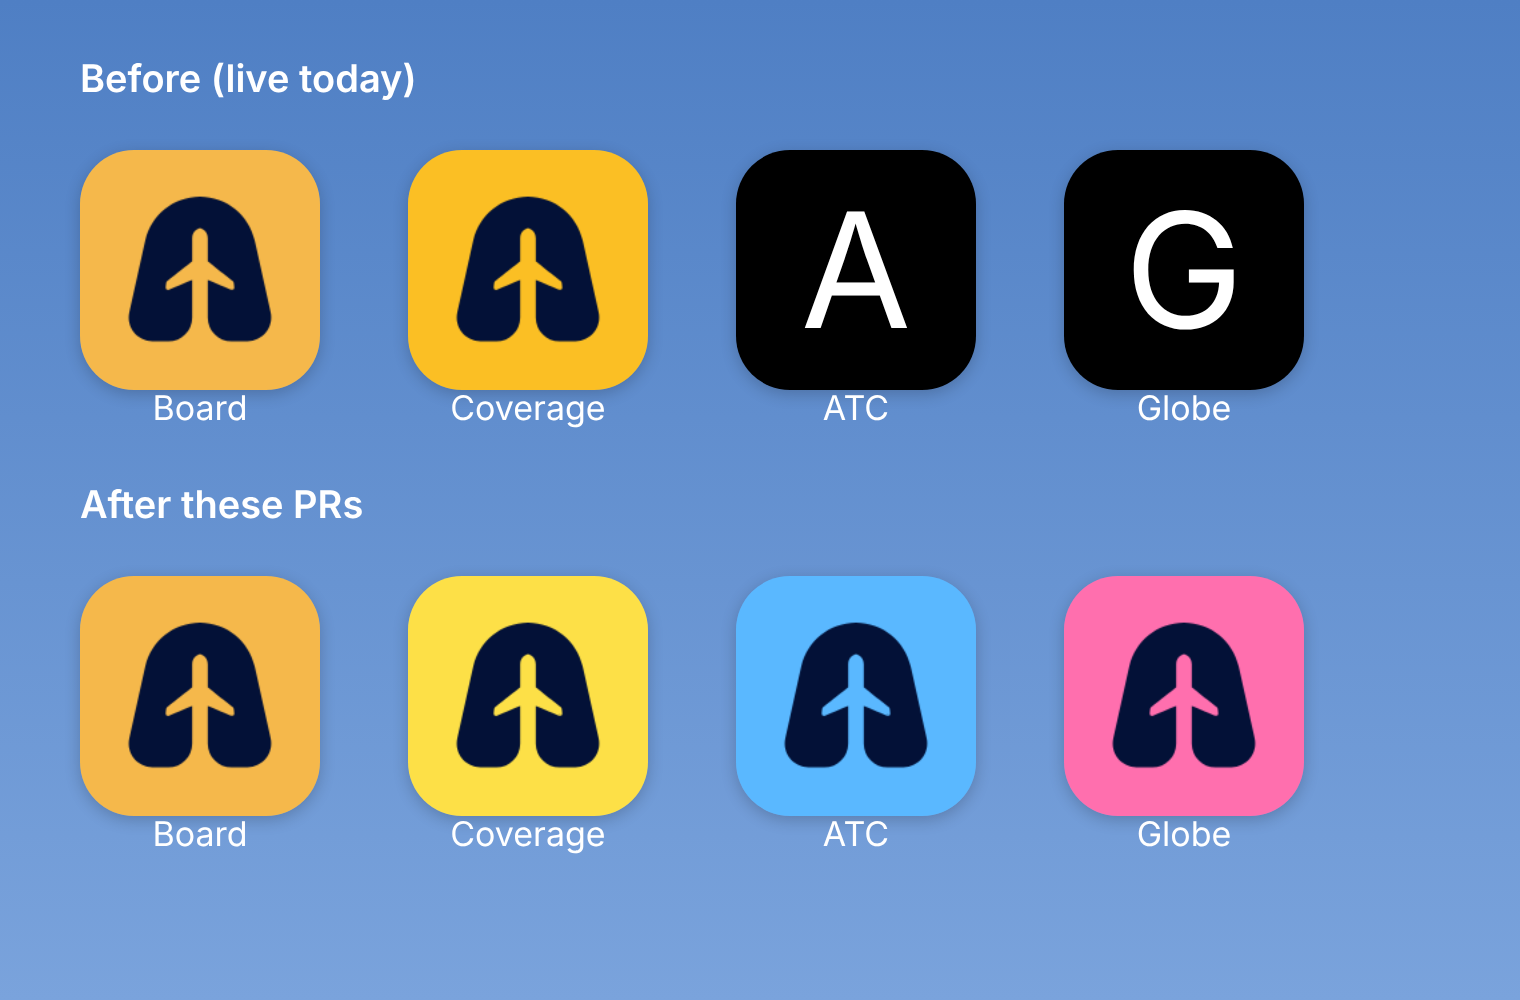 Before (live today)
A
G
Board
Coverage
ATC
Globe
After these PRs
Board
Coverage
ATC
Globe